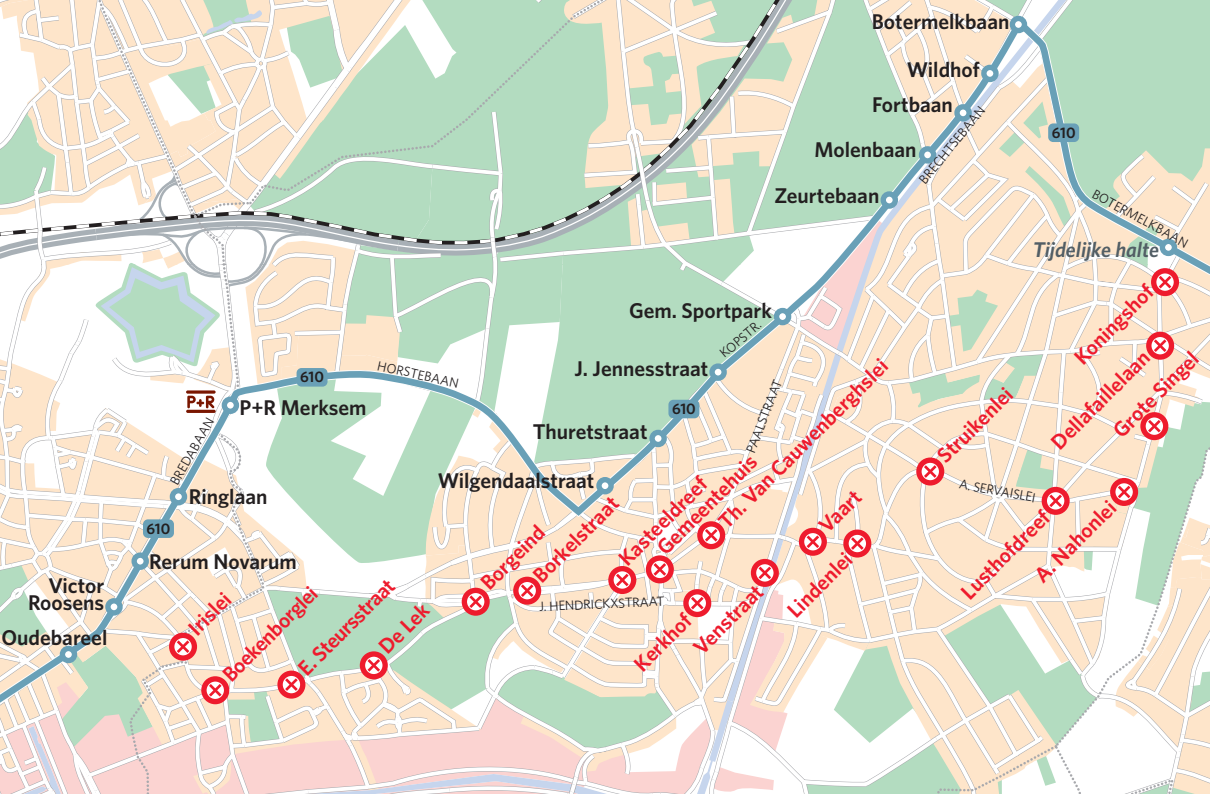 Botermelkbaan
Wildhof
Fortbaan
BRECHTSEBAAN
610
Molenbaan
Zeurtebaan
BOTERMELKBAAN
Tijdelijke halte
Koningshof
Gem. Sportpark
KOPSTR.
Dellafaillelaan
Grote Singel
J. Jennesstraat
610
HORSTEBAAN
610
P+R
P+R Merksem
BREDABAAN
Thuretstraat
PAALSTRAAT
Th. Van Cauwenberghslei
Struikenlei
Wilgendaalstraat
A. SERVAISLEI
Ringlaan
Kasteeldreef
Gemeentehuis
Vaart
Lusthofdreef
A. Nahonlei
610
Borgeind
Borkelstraat
Lindenlei
Rerum Novarum
Victor
Roosens
J. HENDRICKXSTRAAT
Kerkhof
Venstraat
Oudebareel
Irislei
Boekenborglei
E. Steursstraat
De Lek